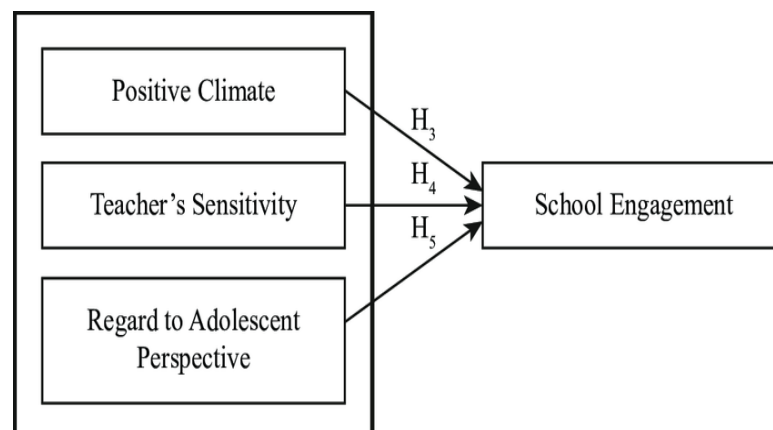 Positive Climate
H₃
H₄
Teacher’s Sensitivity
School Engagement
H₅
Regard to Adolescent
Perspective